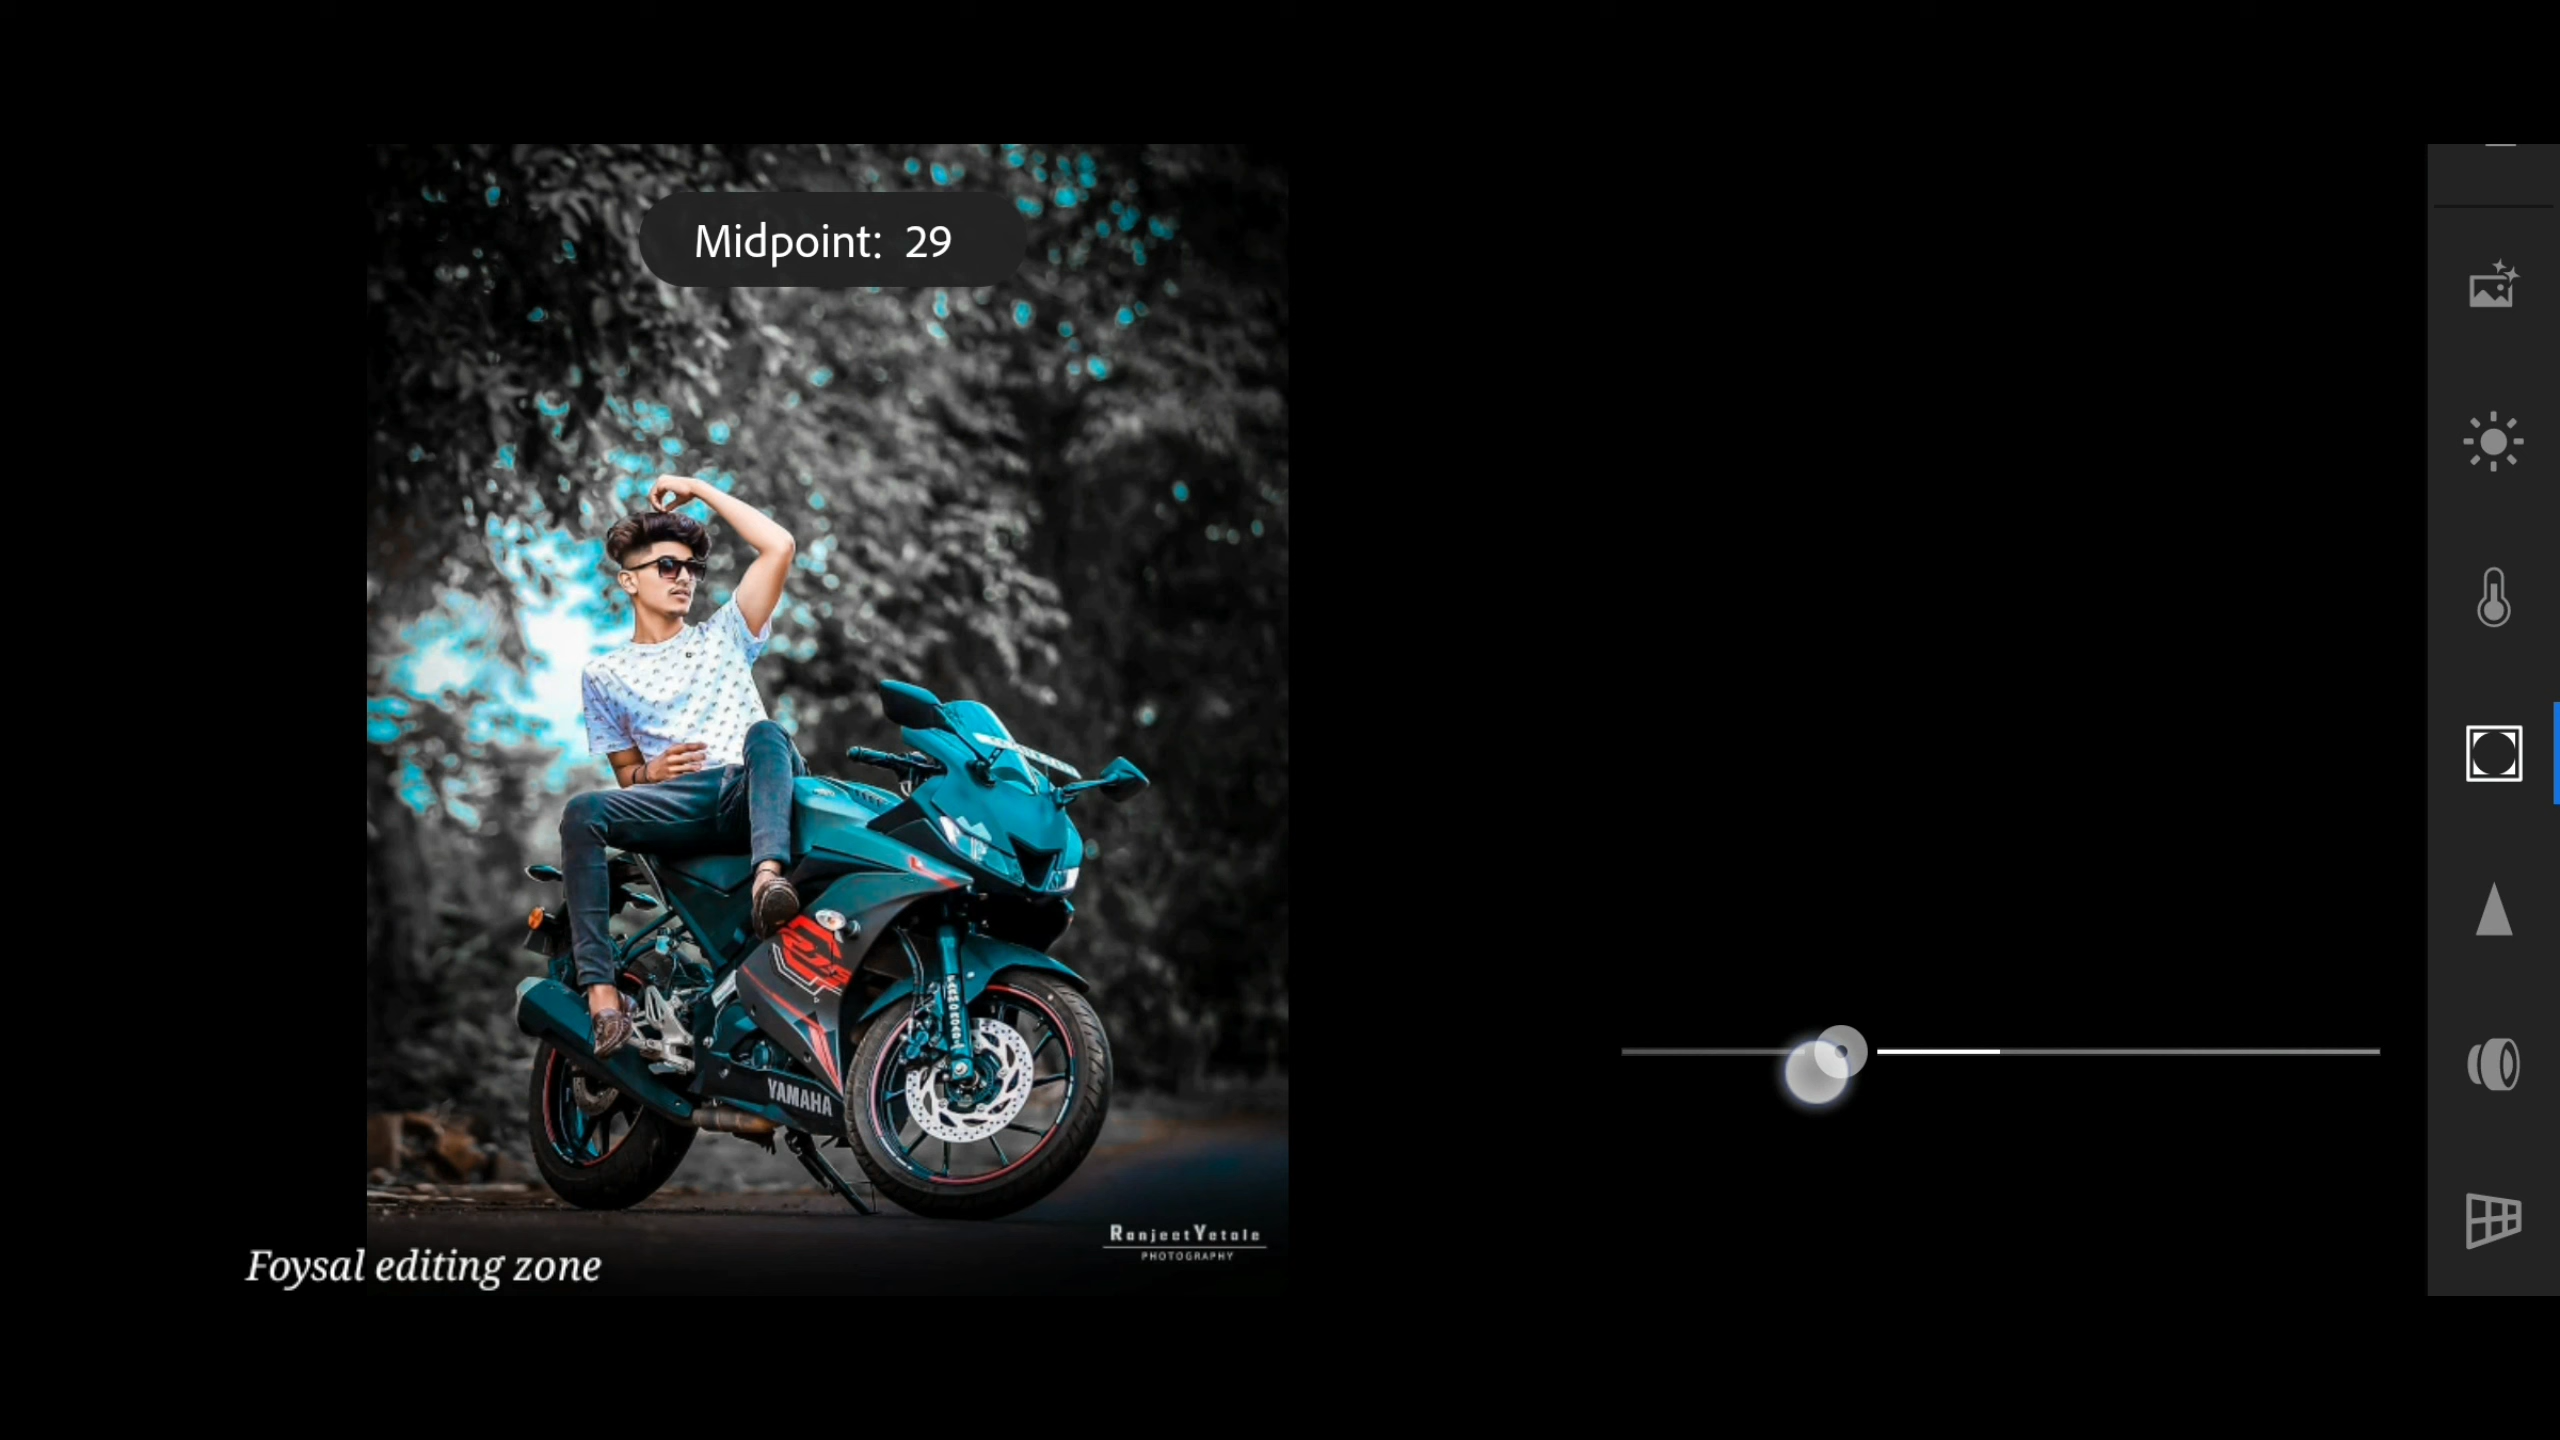 Midpoint: 29
YAMAHA
RanjeetYetale
PHOTOGRAPHY
Foysal editing zone